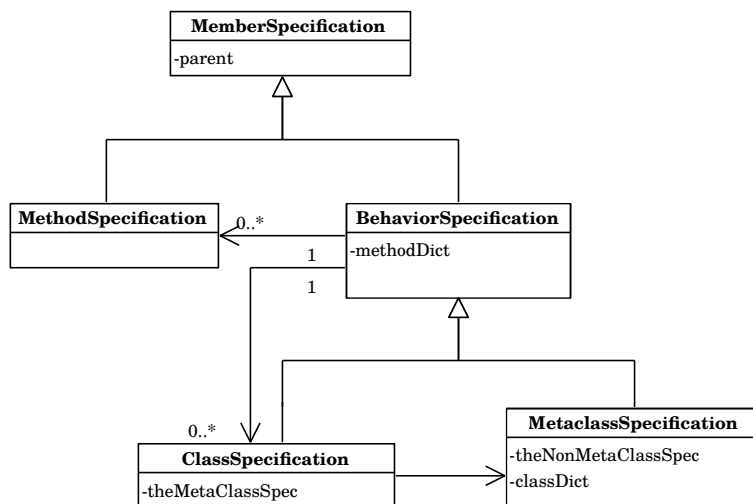 MemberSpecification
-parent
MethodSpecification
BehaviorSpecification
-methodDict
0..*
1
1
0..*
ClassSpecification
-theMetaClassSpec
MetaclassSpecification
-theNonMetaClassSpec
-classDict